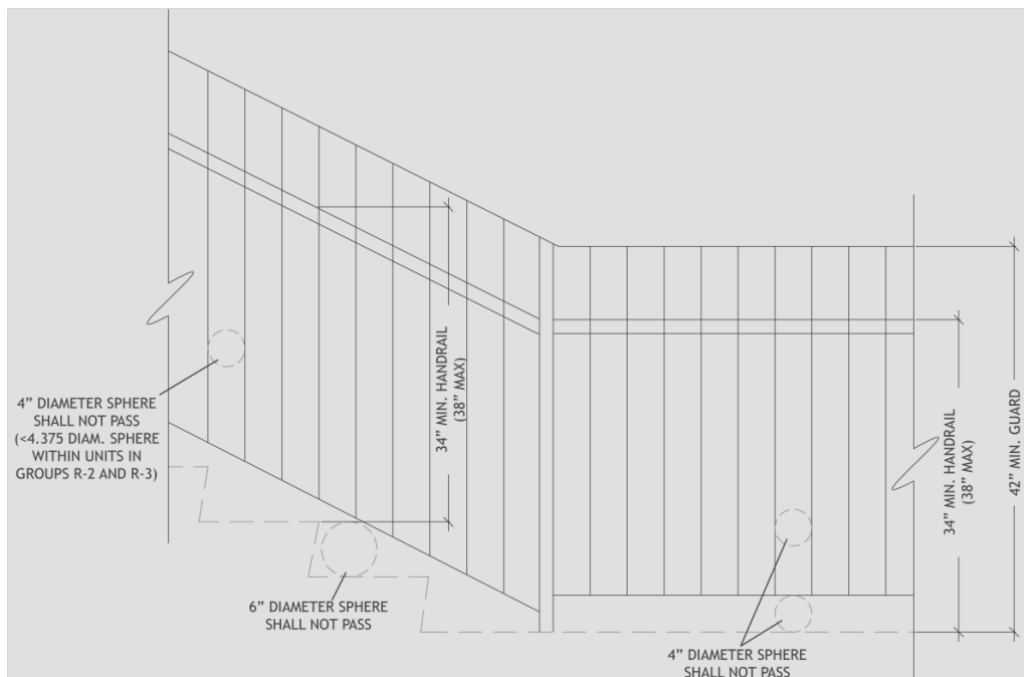 4” DIAMETER SPHERE
SHALL NOT PASS
(<4.375 DIAM. SPHERE
WITHIN UNITS IN
GROUPS R-2 AND R-3)
6” DIAMETER SPHERE
SHALL NOT PASS
34” MIN. HANDRAIL
(38” MAX)
4” DIAMETER SPHERE
SHALL NOT PASS
34” MIN. HANDRAIL
(38” MAX)
42” MIN. GUARD